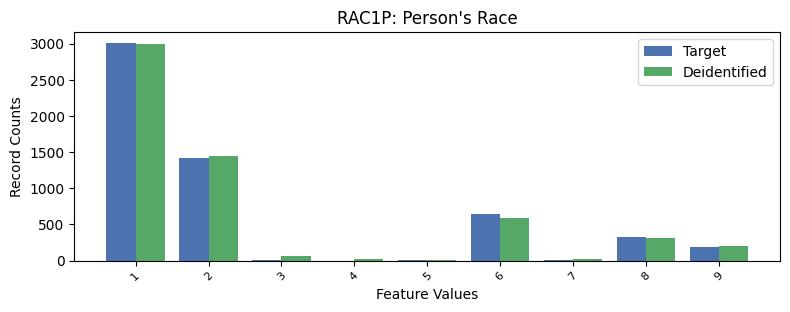 RAC1P: Person's Race
Target
Deidentified
Record Counts
3000
2500
2000
1500
1000
500
0
1 2 3 4 5 6 7 8 9
Feature Values